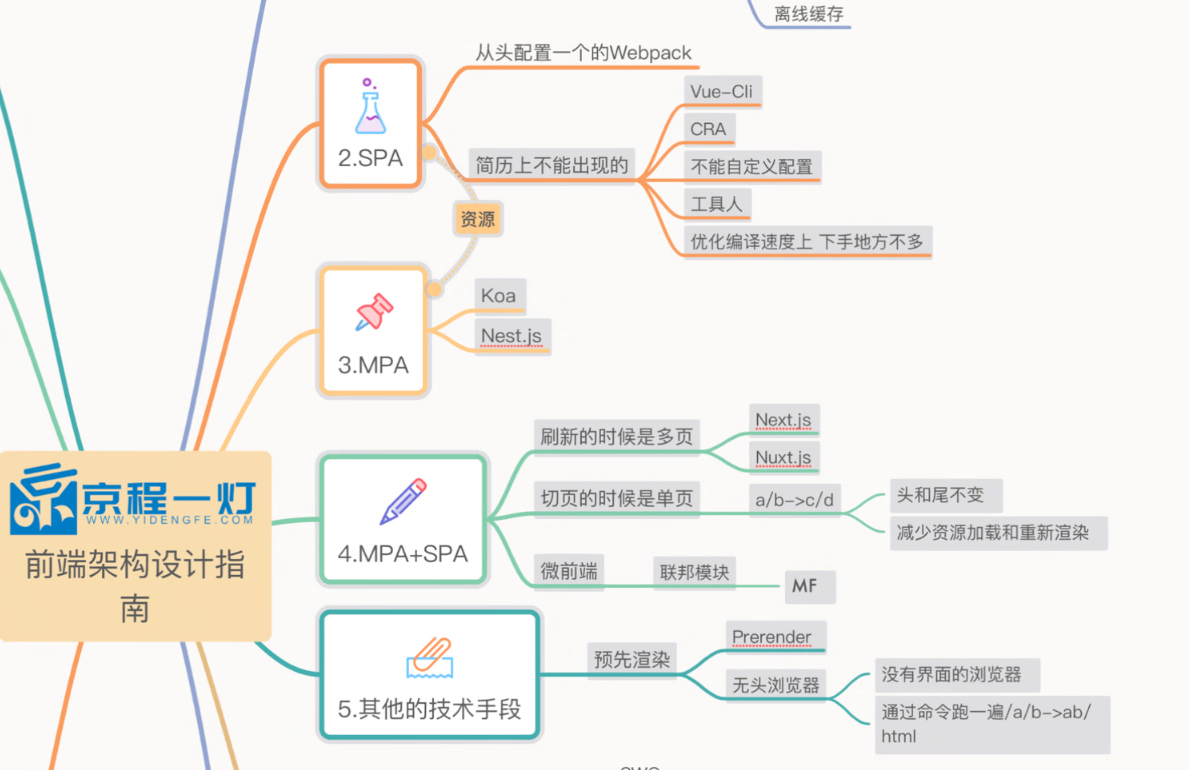 离线缓存
从头配置一个的Webpack
2.SPA
简历上不能出现的
Vue-Cli
CRA
不能自定义配置
工具人
优化编译速度上 下手地方不多
资源
3.MPA
Koa
Nest.js
京程一灯
WWW.YIDENGFE.COM
前端架构设计指
南
4.MPA+SPA
刷新的时候是多页
Next.js
Nuxt.js
切页的时候是单页
a/b->c/d
头和尾不变
减少资源加载和重新渲染
微前端
联邦模块
MF
5.其他的技术手段
预先渲染
Prerender
无头浏览器
没有界面的浏览器
通过命令跑一遍/a/b->ab/
html